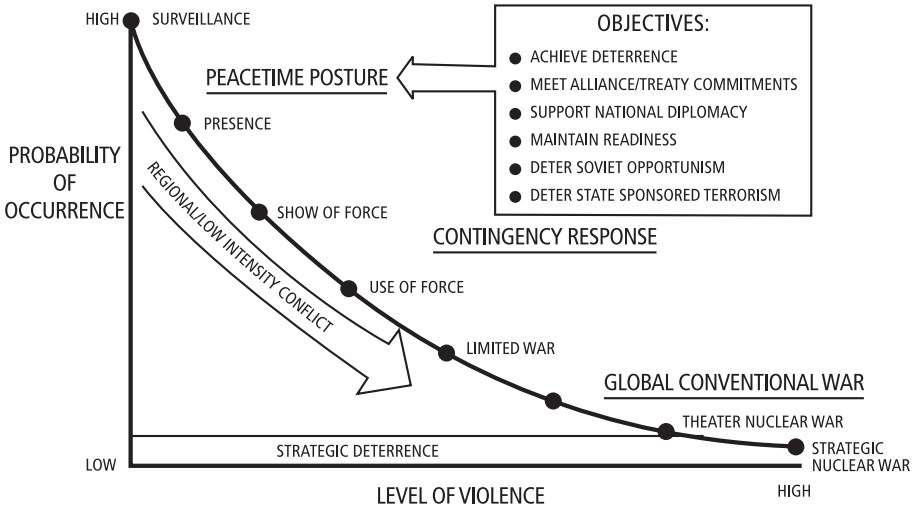 HIGH
SURVEILLANCE
OBJECTIVES:
● ACHIEVE DETERRENCE
● MEET ALLIANCE/TREATY COMMITMENTS
● SUPPORT NATIONAL DIPLOMACY
● MAINTAIN READINESS
● DETER SOVIET OPPORTUNISM
● DETER STATE SPONSORED TERRORISM
PEACETIME POSTURE
PRESENCE
PROBABILITY
OF
OCCURRENCE
REGIONAL/LOW INTENSITY CONFLICT
SHOW OF FORCE
CONTINGENCY RESPONSE
USE OF FORCE
LIMITED WAR
GLOBAL CONVENTIONAL WAR
THEATER NUCLEAR WAR
STRATEGIC DETERRENCE
STRATEGIC
NUCLEAR WAR
LOW
LEVEL OF VIOLENCE
HIGH